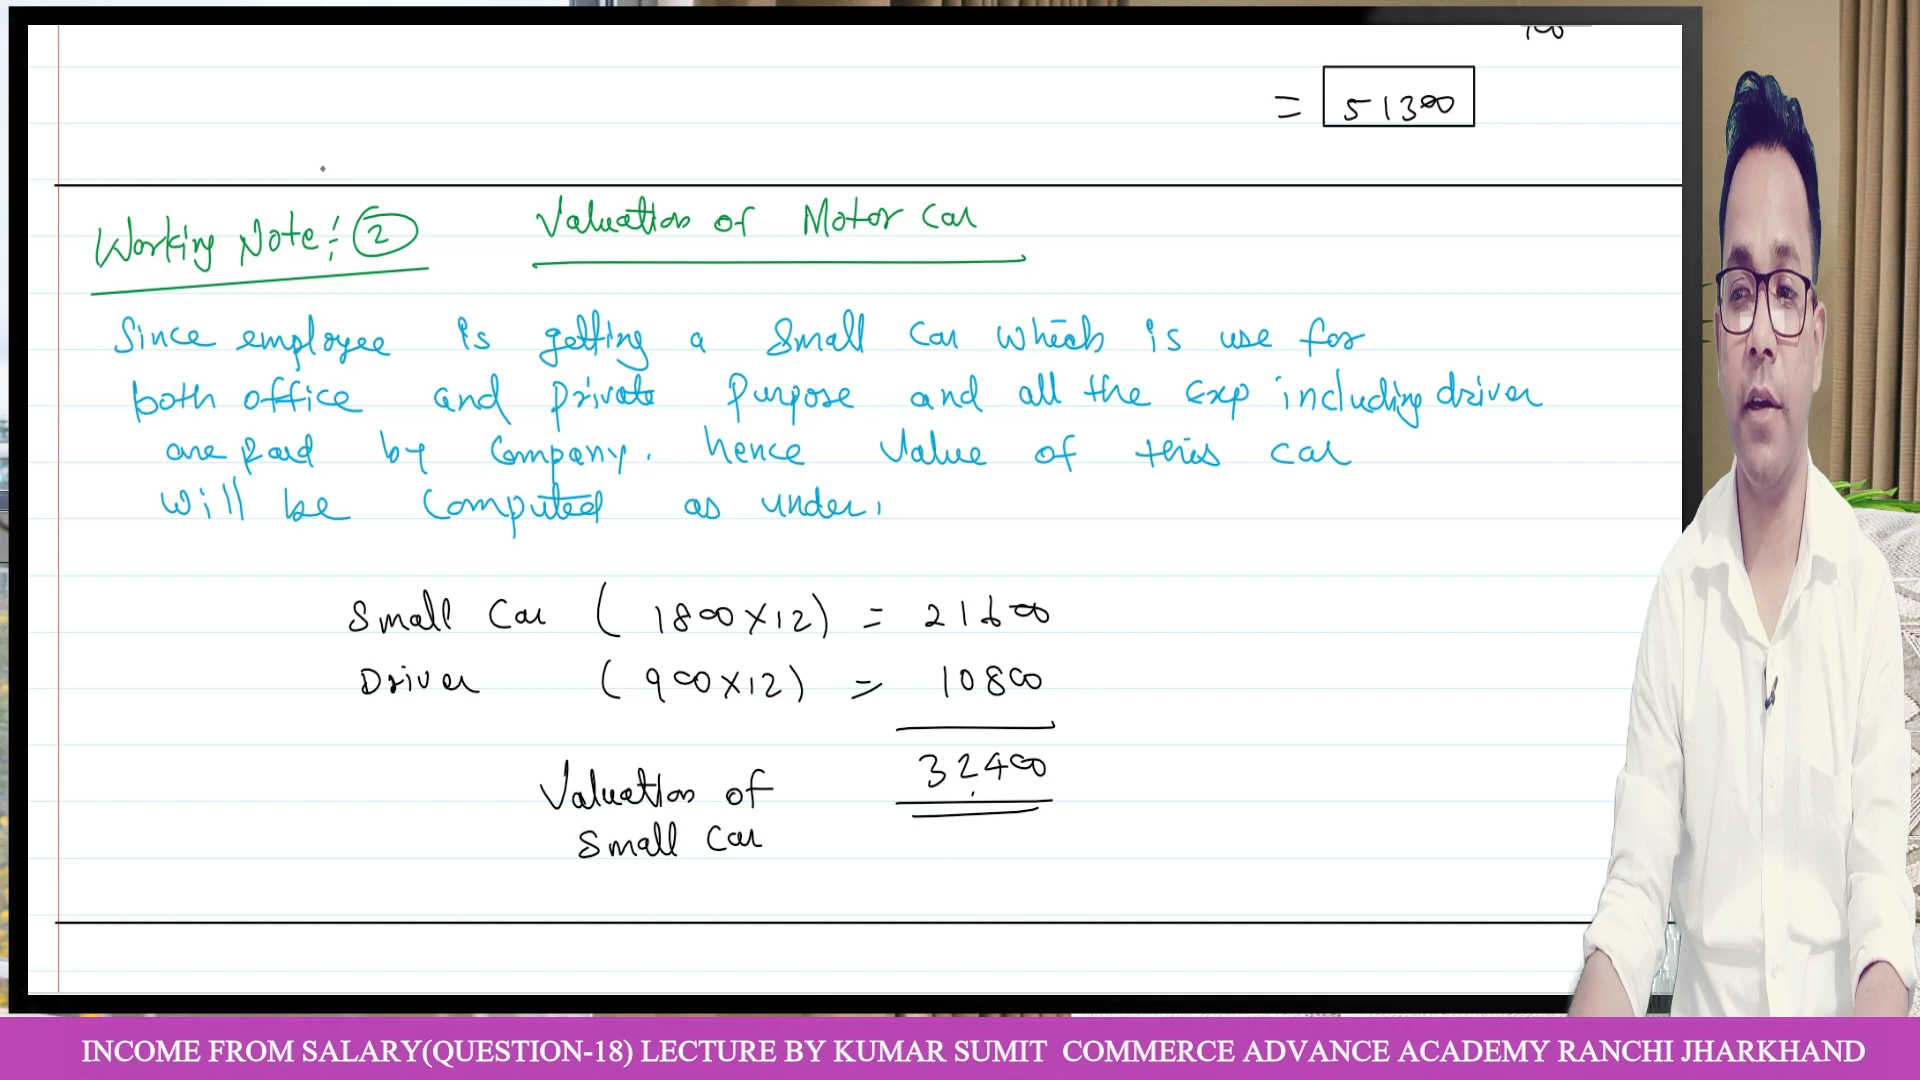 = 51300
Working Note:- 2 Valuation of Motor Car
Since employee is getting a small car which is use for
both office and private purpose and all the exp including driver
are paid by company. hence value of this car
will be computed as under,
Small Car (1800×12) = 21600
Driver (900×12) = 10800
32400
Valuation of
small car
INCOME FROM SALARY(QUESTION-18) LECTURE BY KUMAR SUMIT COMMERCE ADVANCE ACADEMY RANCHI JHARKHAND